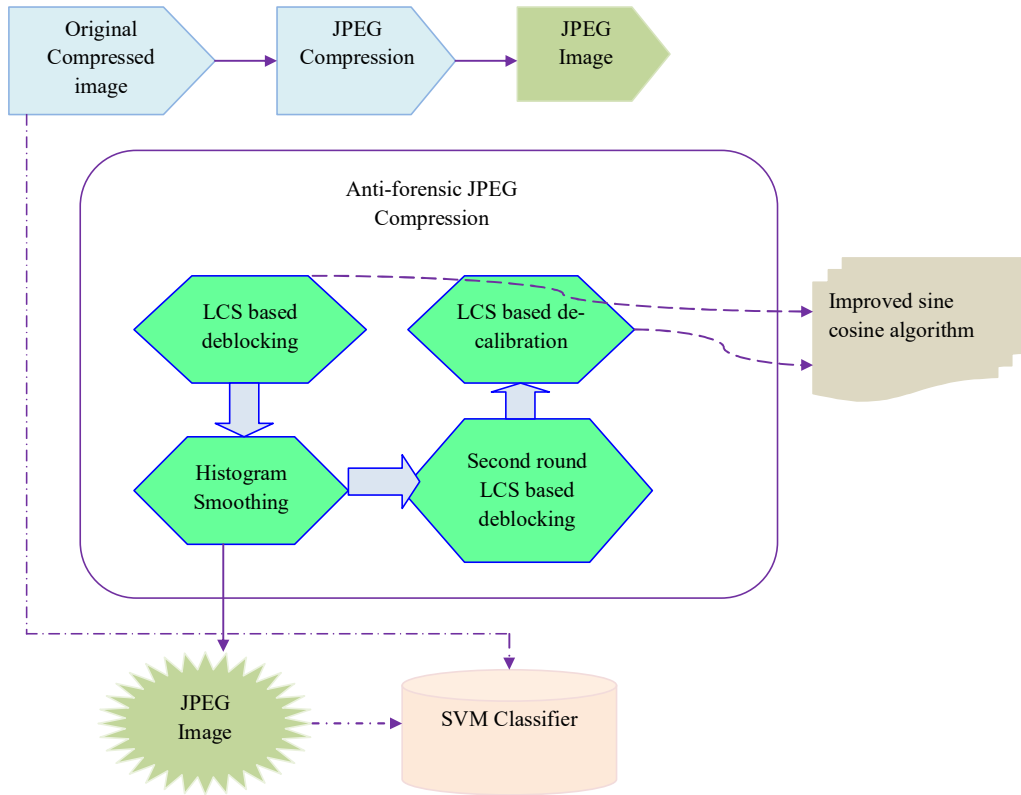 Original
Compressed
image
JPEG
Compression
JPEG
Image
Anti-forensic JPEG
Compression
LCS based
deblocking
LCS based de-
calibration
Improved sine
cosine algorithm
Histogram
Smoothing
Second round
LCS based
deblocking
JPEG
Image
SVM Classifier